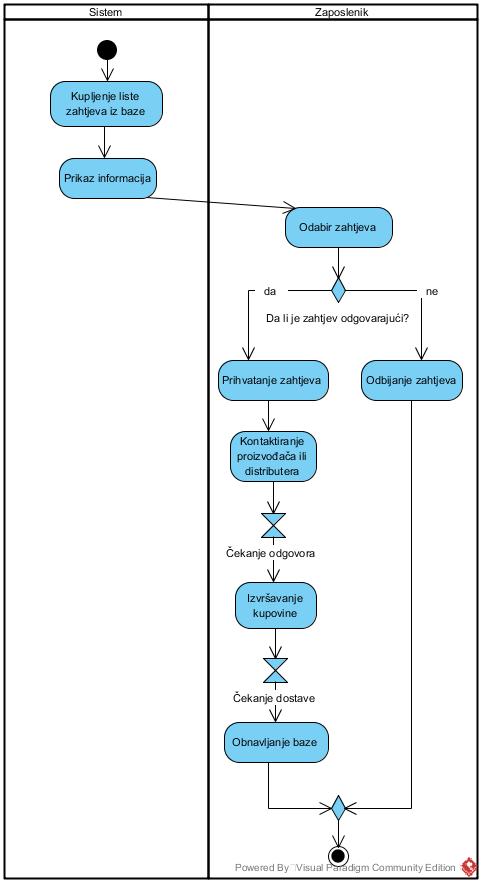 Sistem
Zaposlenik
Kupljenje liste
zahtjeva iz baze
Prikaz informacija
Odabir zahtjeva
da
ne
Da li je zahtjev odgovarajući?
Prihvatanje zahtjeva
Odbijanje zahtjeva
Kontaktiranje
proizvođača ili
distributera
Čekanje odgovora
Izvršavanje
kupovine
Čekanje dostave
Obnavljanje baze
Powered By Visual Paradigm Community Edition